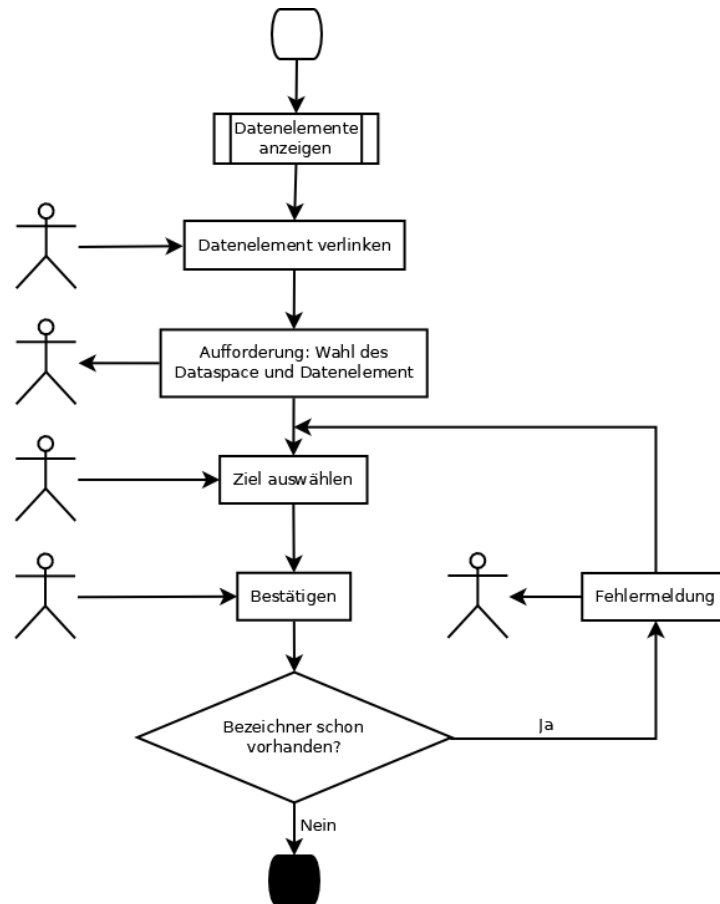 Datenelemente
anzeigen
Datenelement verlinken
Aufforderung: Wahl des
Dataspace und Datenelement
Ziel auswählen
Bestätigen
Fehlermeldung
Bezeichner schon
vorhanden?
Ja
Nein